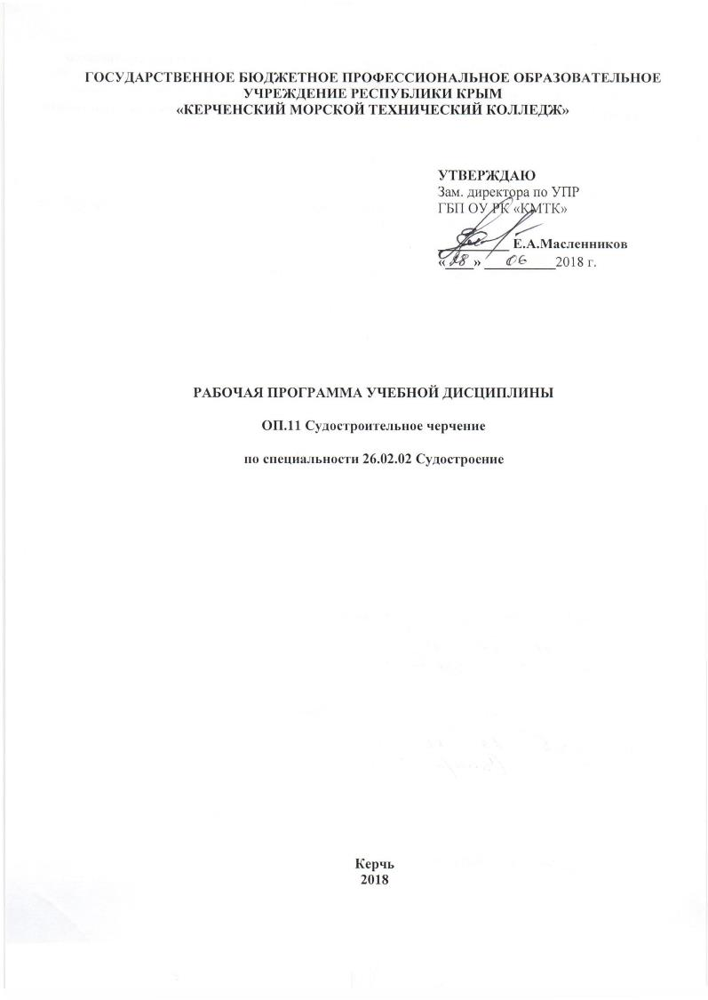 ГОСУДАРСТВЕННОЕ БЮДЖЕТНОЕ ПРОФЕССИОНАЛЬНОЕ ОБРАЗОВАТЕЛЬНОЕ
УЧРЕЖДЕНИЕ РЕСПУБЛИКИ КРЫМ
«КЕРЧЕНСКИЙ МОРСКОЙ ТЕХНИЧЕСКИЙ КОЛЛЕДЖ»
УТВЕРЖДАЮ
Зам. директора по УПР
ГБП ОУ РК «КМТК»
Е.А.Масленников
«28» 06 2018 г.
РАБОЧАЯ ПРОГРАММА УЧЕБНОЙ ДИСЦИПЛИНЫ
ОП.11 Судостроительное черчение
по специальности 26.02.02 Судостроение
Керчь
2018